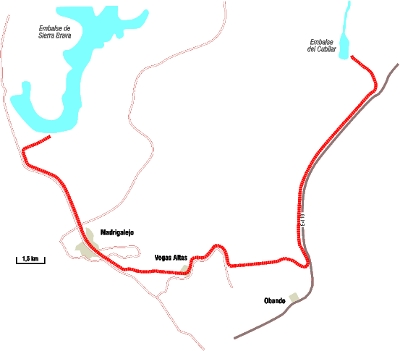 Embalse de
Sierra Brava
Embalse
del Cubilar
Madrigalejo
Vegas Altas
1,5 km
Obando